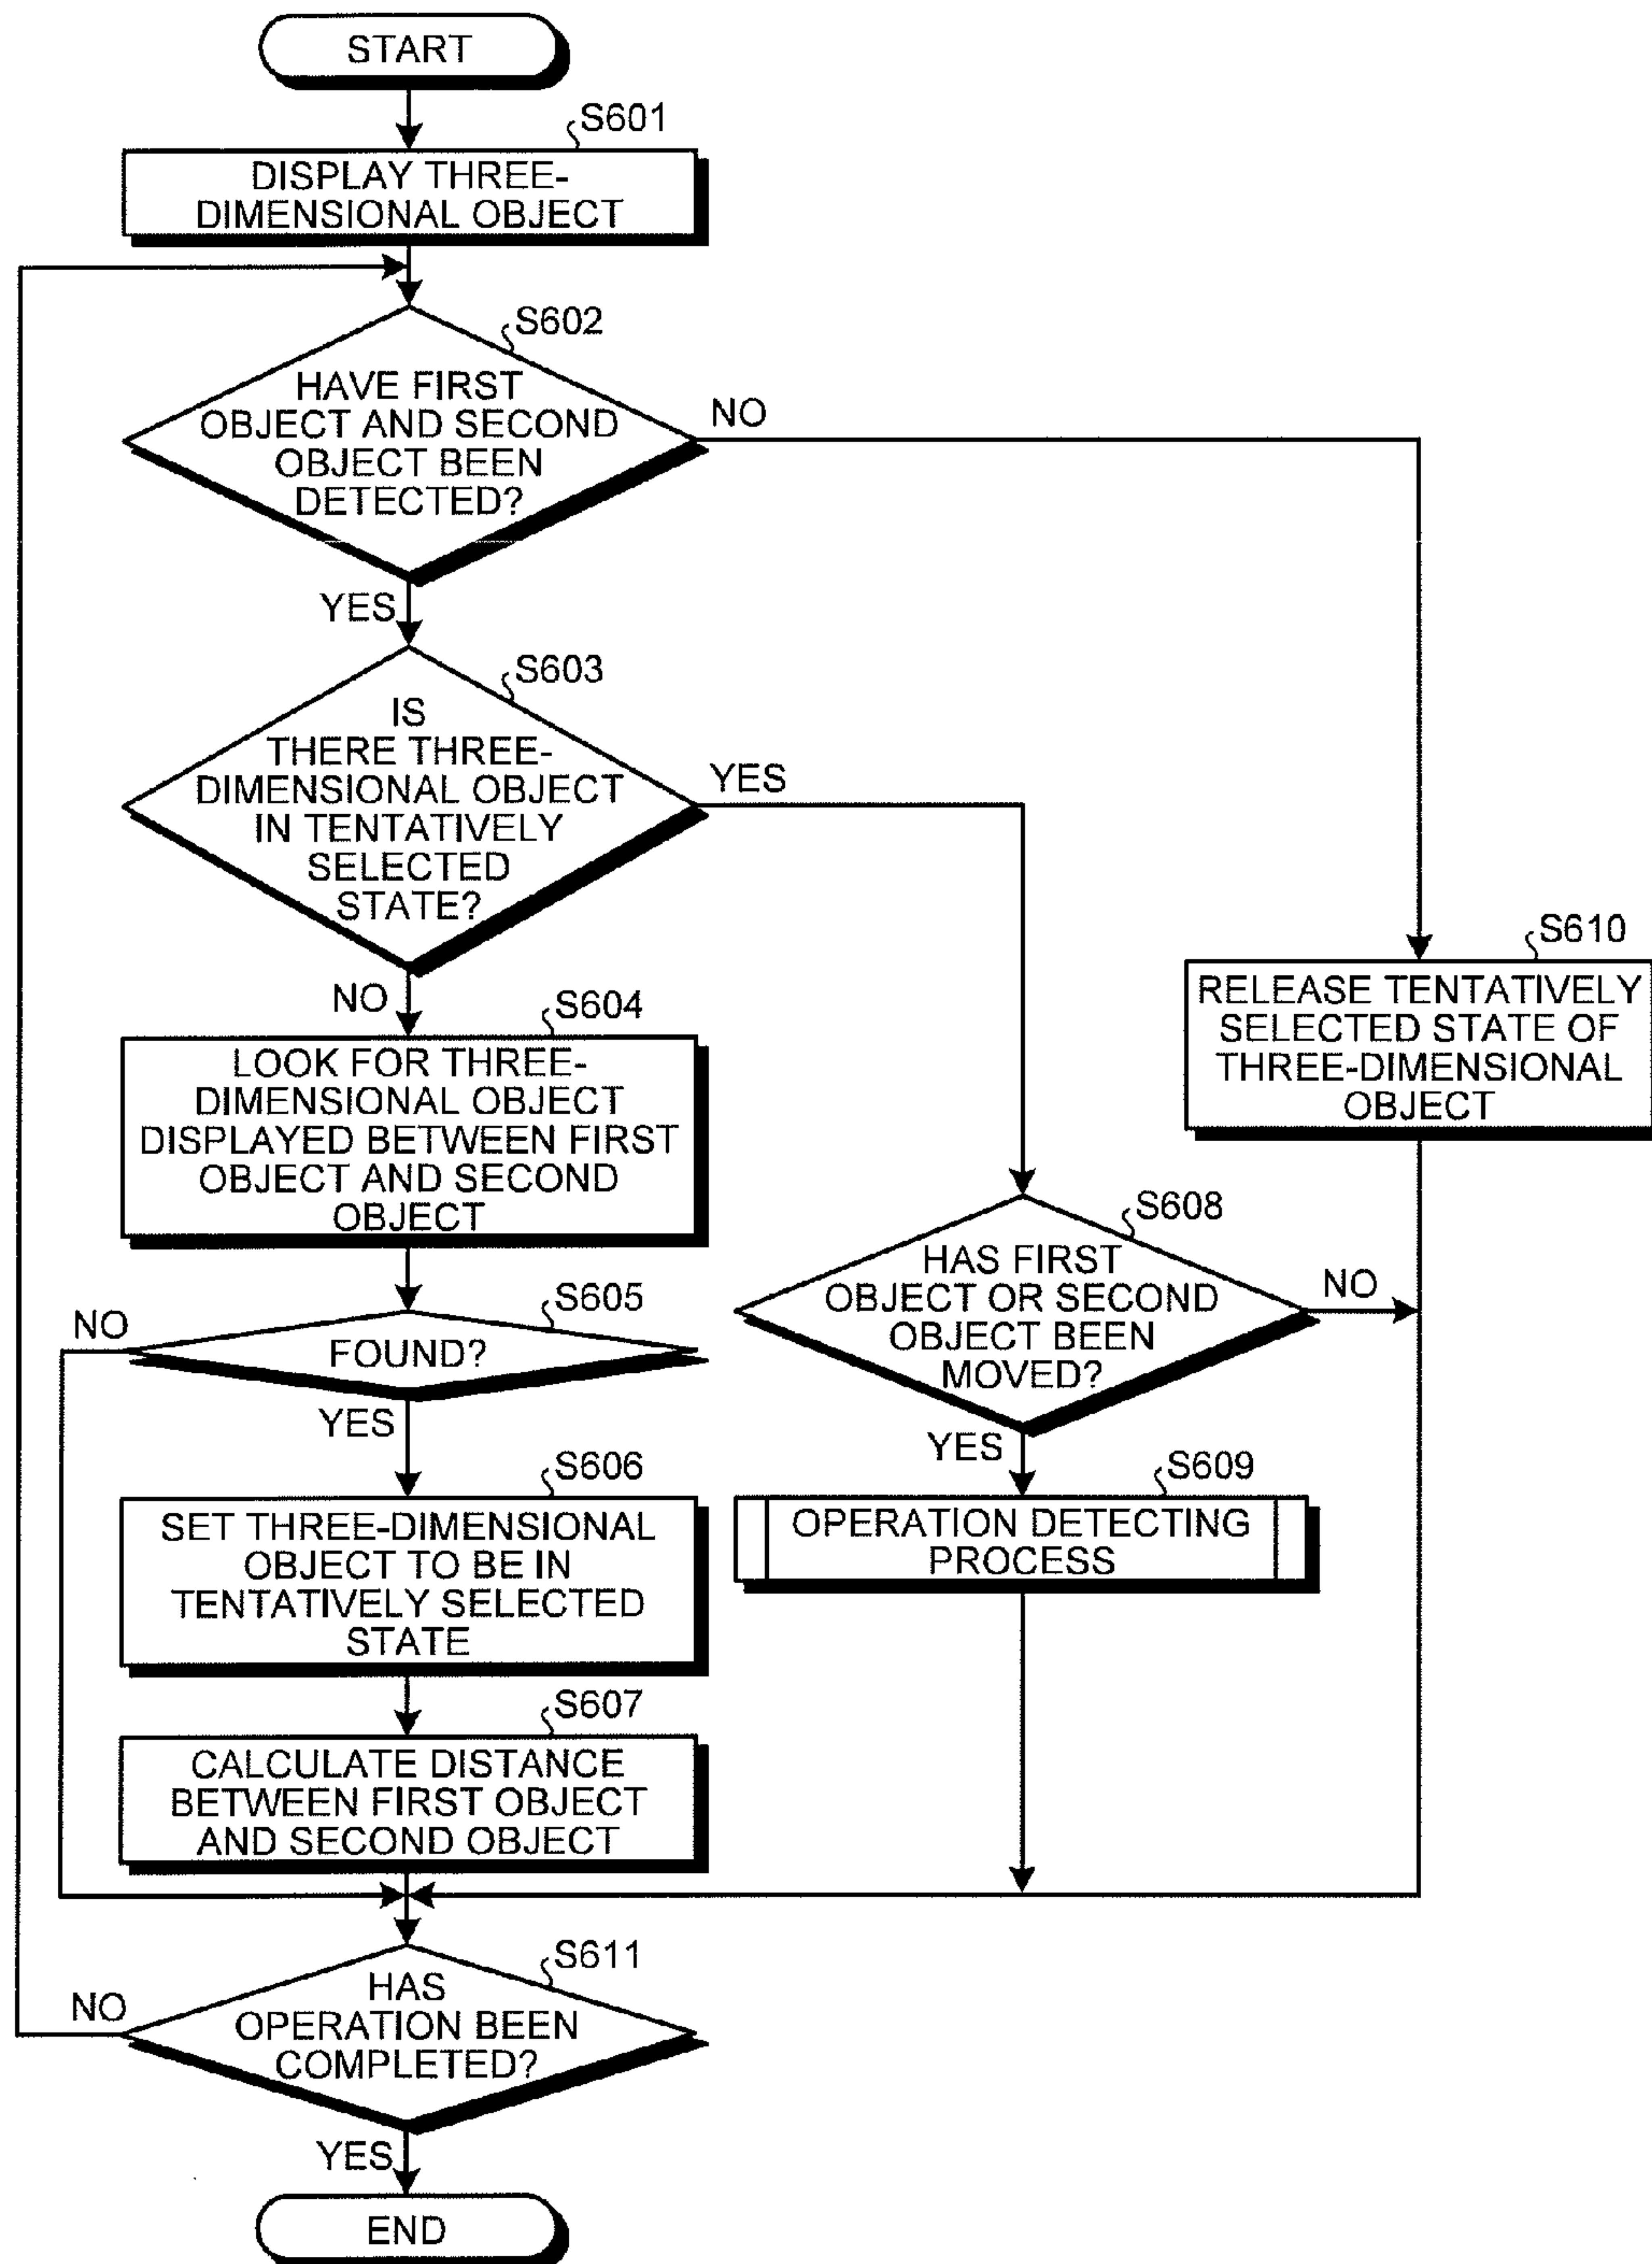 START
S601
DISPLAY THREE-
DIMENSIONAL OBJECT
S602
HAVE FIRST
OBJECT AND SECOND
OBJECT BEEN
DETECTED?
NO
YES
S603
IS
THERE THREE-
DIMENSIONAL OBJECT
IN TENTATIVELY
SELECTED
STATE?
YES
NO
S604
LOOK FOR THREE-
DIMENSIONAL OBJECT
DISPLAYED BETWEEN FIRST
OBJECT AND SECOND
OBJECT
S610
RELEASE TENTATIVELY
SELECTED STATE OF
THREE-DIMENSIONAL
OBJECT
S605
FOUND?
NO
YES
S608
HAS FIRST
OBJECT OR SECOND
OBJECT BEEN
MOVED?
NO
YES
S606
SET THREE-DIMENSIONAL
OBJECT TO BE IN
TENTATIVELY SELECTED
STATE
S609
OPERATION DETECTING
PROCESS
S607
CALCULATE DISTANCE
BETWEEN FIRST OBJECT
AND SECOND OBJECT
S611
HAS
OPERATION BEEN
COMPLETED?
NO
YES
END